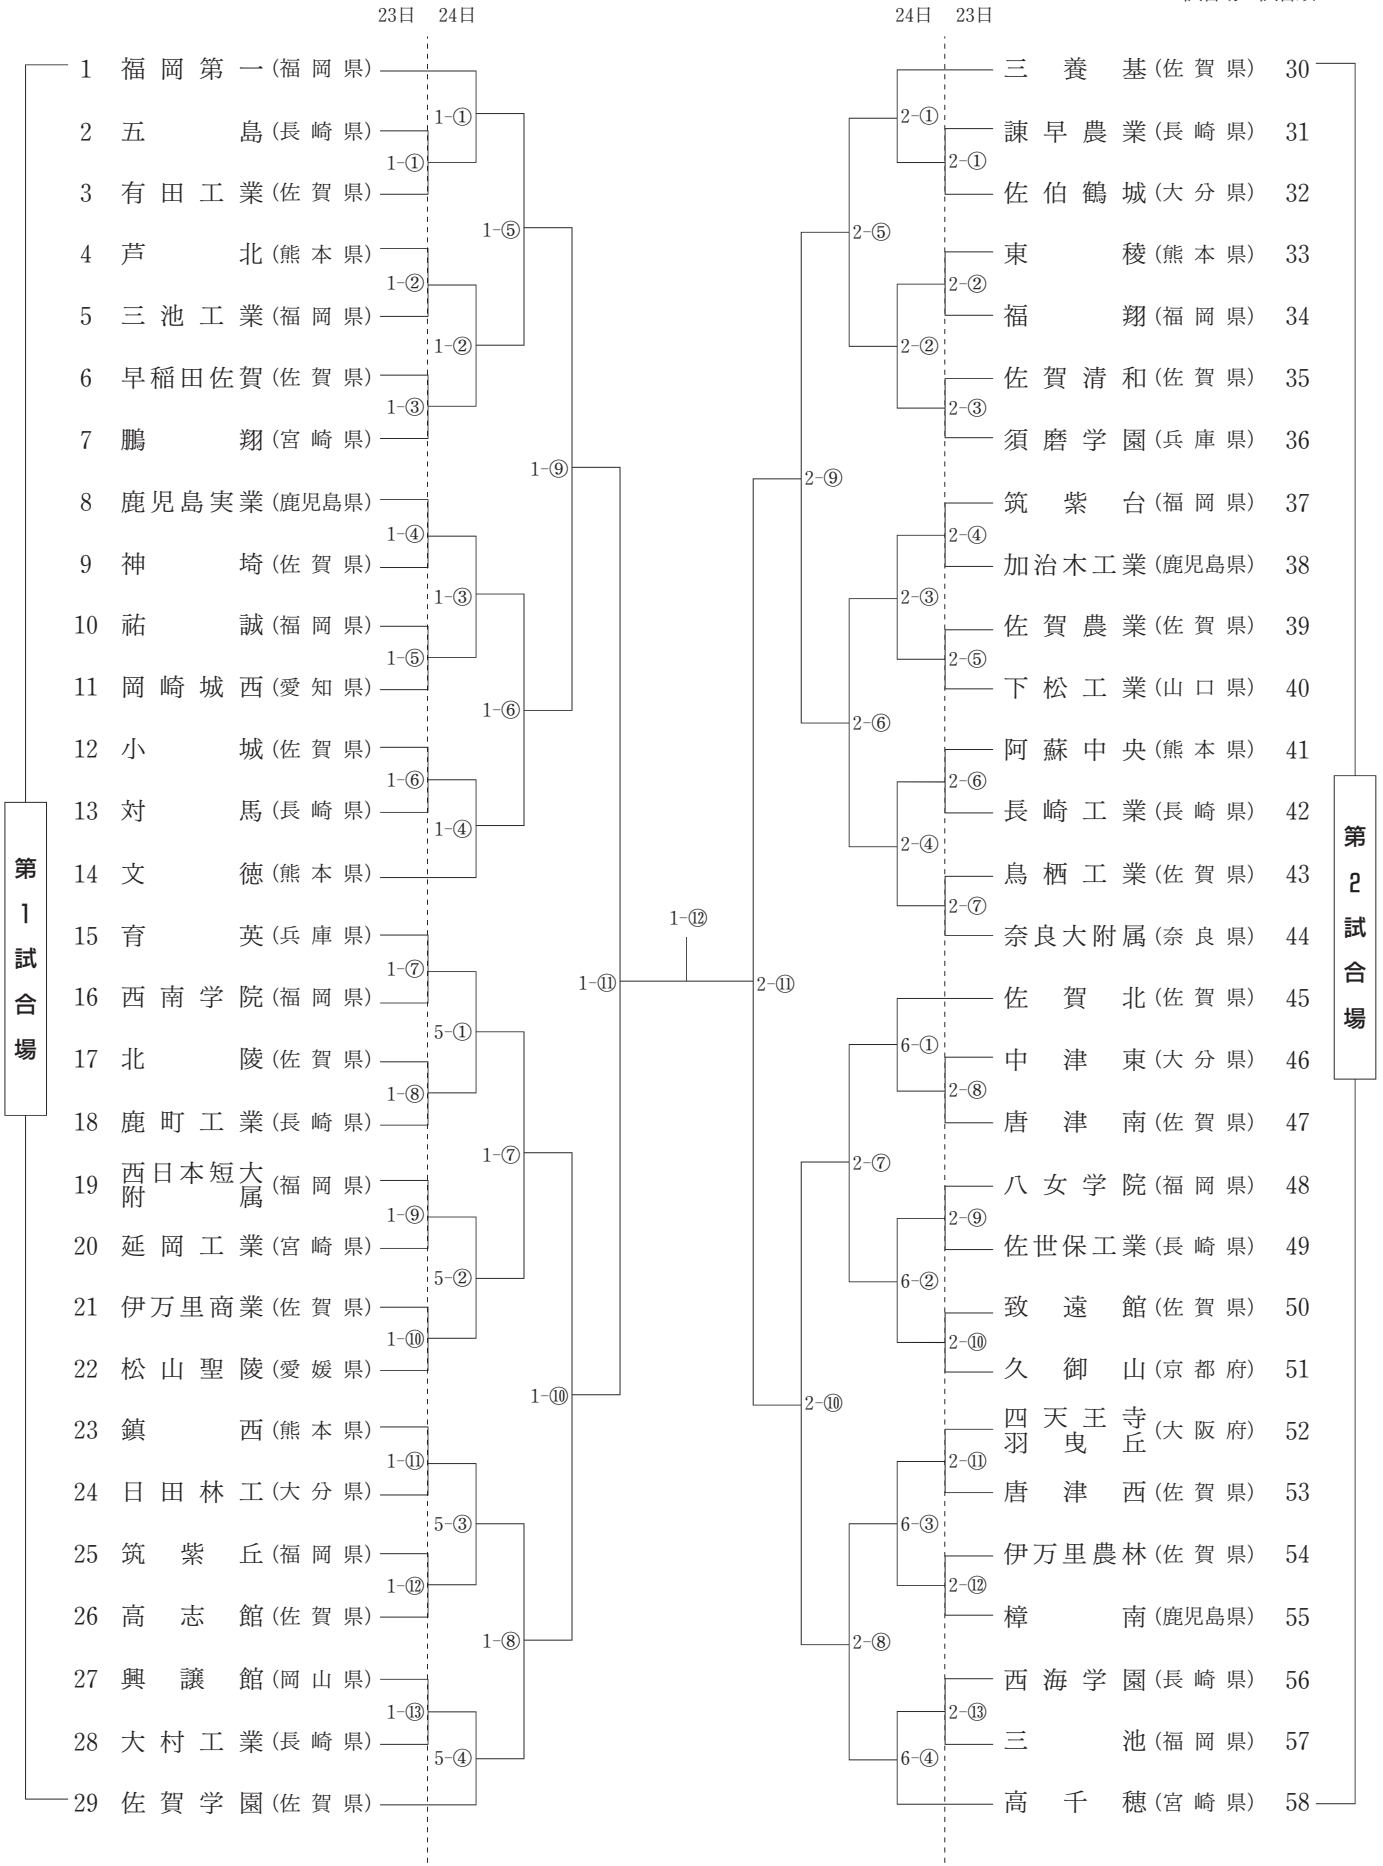 23日 24日
1 福岡第一(福岡県)
2 五島(長崎県)
3 有田工業(佐賀県)
4 芦北(熊本県)
5 三池工業(福岡県)
6 早稲田佐賀(佐賀県)
7 鵬翔(宮崎県)
8 鹿児島実業(鹿児島県)
9 神埼(佐賀県)
10 祐誠(福岡県)
11 岡崎城西(愛知県)
12 小城(佐賀県)
13 対馬(長崎県)
14 文徳(熊本県)
15 育英(兵庫県)
16 西南学院(福岡県)
17 北陵(佐賀県)
18 鹿町工業(長崎県)
19 西日本短大附属(福岡県)
20 延岡工業(宮崎県)
21 伊万里商業(佐賀県)
22 松山聖陵(愛媛県)
23 鎮西(熊本県)
24 日田林工(大分県)
25 筑紫丘(福岡県)
26 高志館(佐賀県)
27 興譲館(岡山県)
28 大村工業(長崎県)
29 佐賀学園(佐賀県)
第1試合場
1-①
1-②
1-③
1-④
1-⑤
1-⑥
1-⑦
1-⑧
1-⑨
1-⑩
1-⑪
1-⑫
1-⑬
1-①
1-②
1-③
1-④
5-①
5-②
5-③
5-④
1-⑤
1-⑥
1-⑦
1-⑧
1-⑨
1-⑩
1-⑪
1-⑫
24日 23日
三養基(佐賀県) 30
諫早農業(長崎県) 31
佐伯鶴城(大分県) 32
東稜(熊本県) 33
福翔(福岡県) 34
佐賀清和(佐賀県) 35
須磨学園(兵庫県) 36
筑紫台(福岡県) 37
加治木工業(鹿児島県) 38
佐賀農業(佐賀県) 39
下松工業(山口県) 40
阿蘇中央(熊本県) 41
長崎工業(長崎県) 42
鳥栖工業(佐賀県) 43
奈良大附属(奈良県) 44
佐賀北(佐賀県) 45
中津東(大分県) 46
唐津南(佐賀県) 47
八女学院(福岡県) 48
佐世保工業(長崎県) 49
致遠館(佐賀県) 50
久御山(京都府) 51
四天王寺羽曳丘(大阪府) 52
唐津西(佐賀県) 53
伊万里農林(佐賀県) 54
樟南(鹿児島県) 55
西海学園(長崎県) 56
三池(福岡県) 57
高千穂(宮崎県) 58
第2試合場
2-①
2-②
2-③
2-④
2-⑤
2-⑥
2-⑦
2-⑧
2-⑨
2-⑩
2-⑪
2-⑫
2-⑬
2-①
2-②
2-③
2-④
6-①
6-②
6-③
6-④
2-⑤
2-⑥
2-⑦
2-⑧
2-⑨
2-⑩
2-⑪